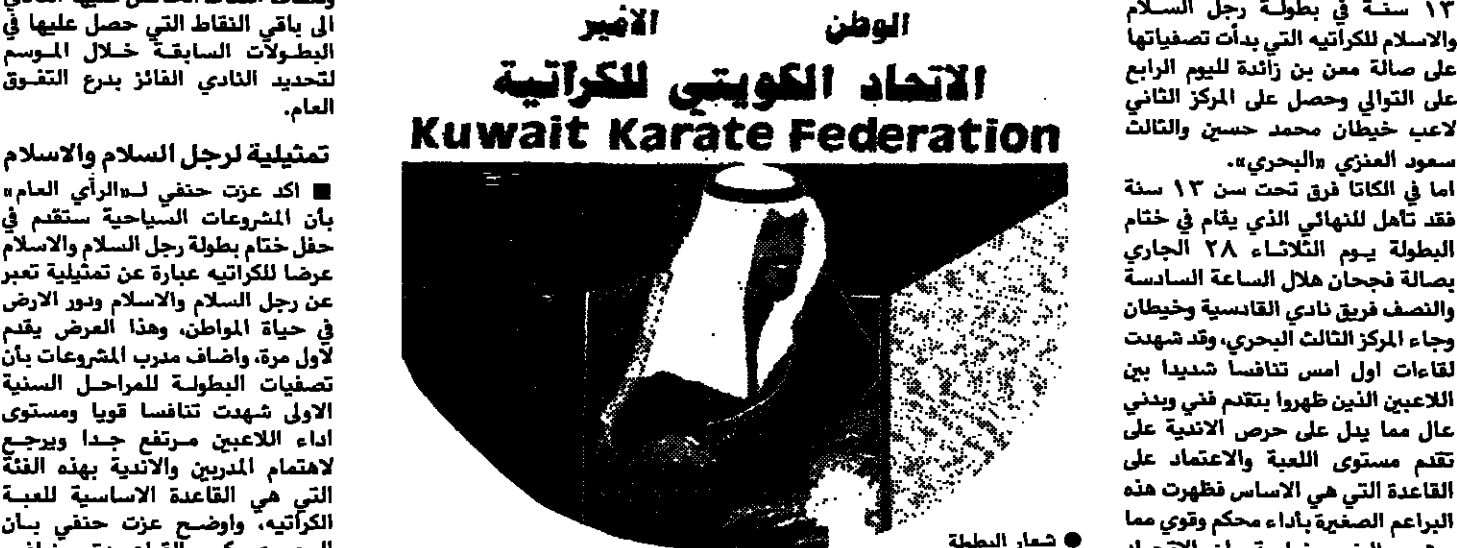 ١٣ سنة في بطولة رجل السلام
والاسلام للكراتيه التي بدأت تصفياتها
على صالة معن بن زائدة لليوم الرابع
على التوالي وحصل على المركز الثاني
لاعب خيطان محمد حسين والثالث
سعود العنزي «البحري».
اما في الكاتا فرق تحت سن ١٣ سنة
فقد تأهل للنهائي الذي يقام في ختام
البطولة يوم الثلاثاء ٢٨ الجاري
بصالة فجحان هلال الساعة السادسة
والنصف فريق نادي القادسية وخيطان
وجاء المركز الثالث البحري، وقد شهدت
لقاءات اول امس تنافسا شديدا بين
اللاعبين الذين ظهروا بتقدم فني وبدني
عال مما يدل على حرص الاندية على
تقدم مستوى اللعبة والاعتماد على
القاعدة التي هي الاساس فظهرت هذه
البراعم الصغيرة بأداء محكم وقوي مما
الوطن الامير
الاتحاد الكويتي للكراتية
Kuwait Karate Federation
● شعار البطولة
الى باقي النقاط التي حصل عليها في
البطولات السابقة خلال الموسم
لتحديد النادي الفائز بدرع التفوق
العام.
تمثيلية لرجل السلام والاسلام
■ اكد عزت حنفي لـ«الرأي العام»
بأن المشروعات السياحية ستقدم في
حفل ختام بطولة رجل السلام والاسلام
عرضا للكراتيه عبارة عن تمثيلية تعبر
عن رجل السلام والاسلام ودور الارض
في حياة المواطن، وهذا العرض يقدم
لاول مرة، واضاف مدرب المشروعات بأن
تصفيات البطولة للمراحل السنية
الاولى شهدت تنافسا قويا ومستوى
اداء اللاعبين مرتفع جدا ويرجع
لاهتمام المدربين والاندية بهذه الفئة
التي هي القاعدة الاساسية للعبة
الكراتيه، واوضح عزت حنفي بأن